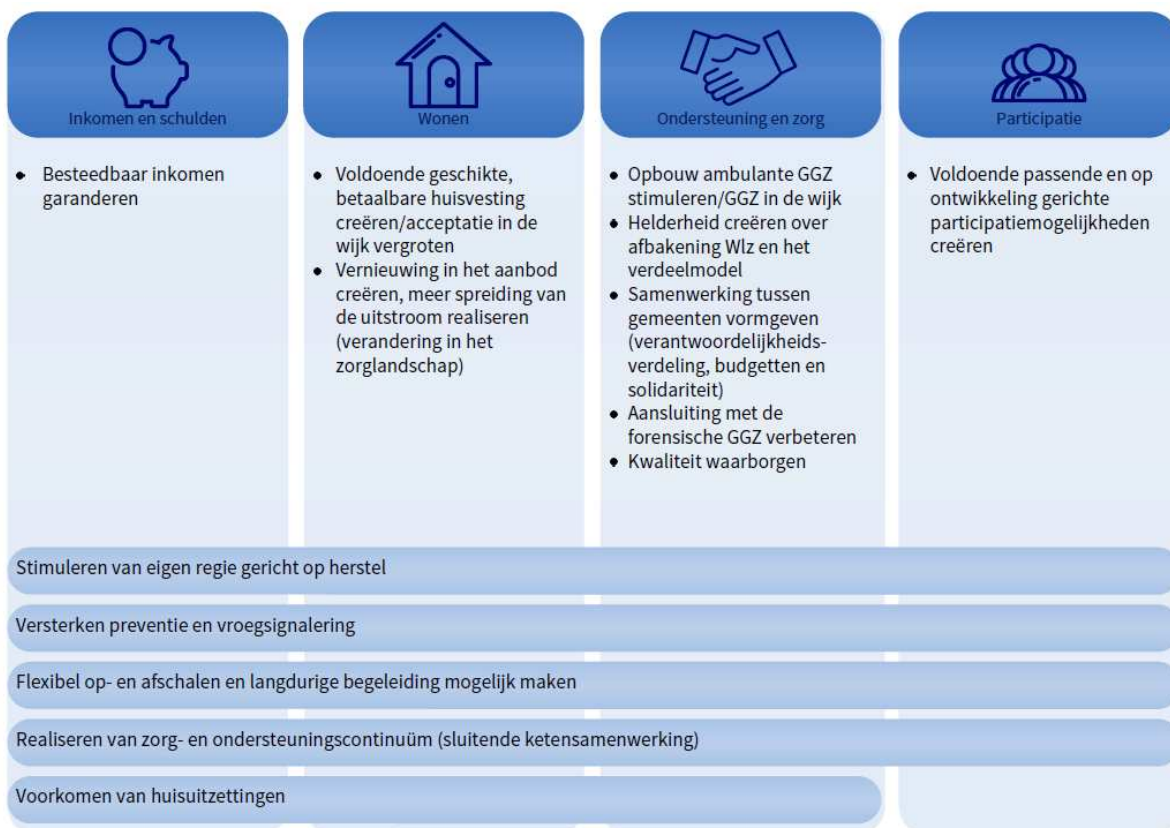 Inkomen en schulden
Wonen
Ondersteuning en zorg
Participatie
• Besteedbaar inkomen
garanderen
• Voldoende geschikte,
betaalbare huisvesting
creëren/acceptatie in de
wijk vergroten
• Vernieuwing in het aanbod
creëren, meer spreiding van
de uitstroom realiseren
(verandering in het
zorglandschap)
• Opbouw ambulante GGZ
stimuleren/GGZ in de wijk
• Helderheid creëren over
afbakening Wlz en het
verdeelmodel
• Samenwerking tussen
gemeenten vormgeven
(verantwoordelijkheids-
verdeling, budgetten en
solidariteit)
• Aansluiting met de
forensische GGZ verbeteren
• Kwaliteit waarborgen
• Voldoende passende en op
ontwikkeling gerichte
participatiemogelijkheden
creëren
Stimuleren van eigen regie gericht op herstel
Versterken preventie en vroegsignalering
Flexibel op- en afschalen en langdurige begeleiding mogelijk maken
Realiseren van zorg- en ondersteuningscontinuüm (sluitende ketensamenwerking)
Voorkomen van huisuitzettingen